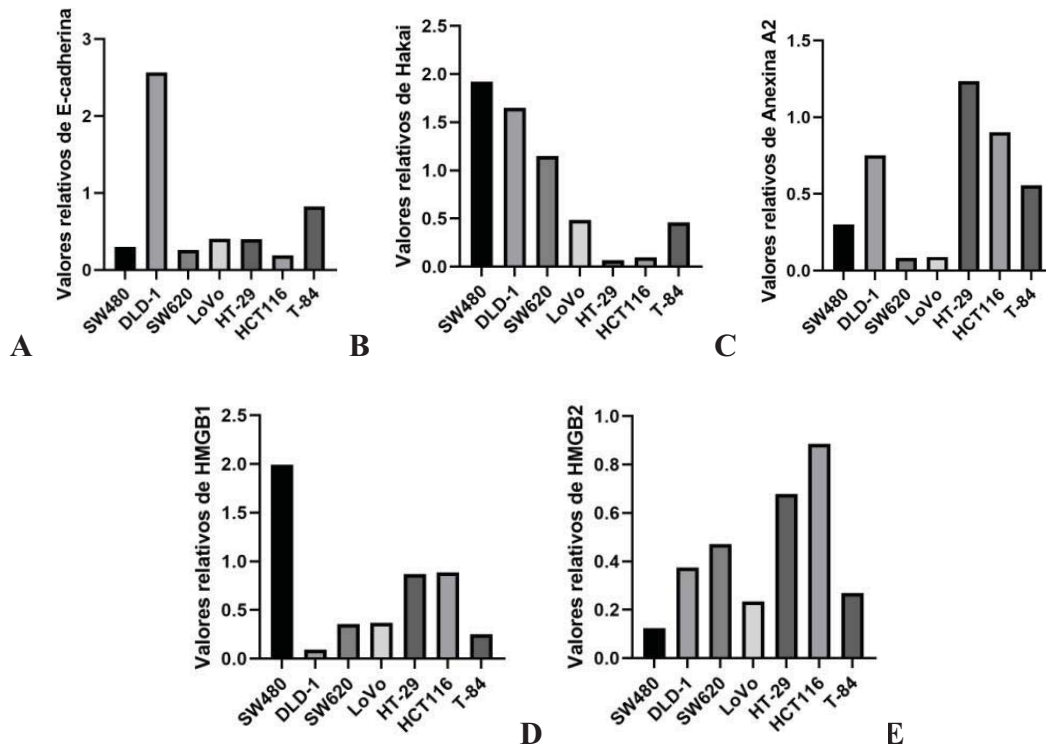 Valores relativos de E-cadherina
3
2
1
0
SW480
DLD-1
SW620
LoVo
HT-29
HCT116
T-84
A
Valores relativos de Hakai
2.5
2.0
1.5
1.0
0.5
0.0
SW480
DLD-1
SW620
LoVo
HT-29
HCT116
T-84
B
Valores relativos de Anexina A2
1.5
1.0
0.5
0.0
SW480
DLD-1
SW620
LoVo
HT-29
HCT116
T-84
C
Valores relativos de HMGB1
2.5
2.0
1.5
1.0
0.5
0.0
SW480
DLD-1
SW620
LoVo
HT-29
HCT116
T-84
D
Valores relativos de HMGB2
1.0
0.8
0.6
0.4
0.2
0.0
SW480
DLD-1
SW620
LoVo
HT-29
HCT116
T-84
E